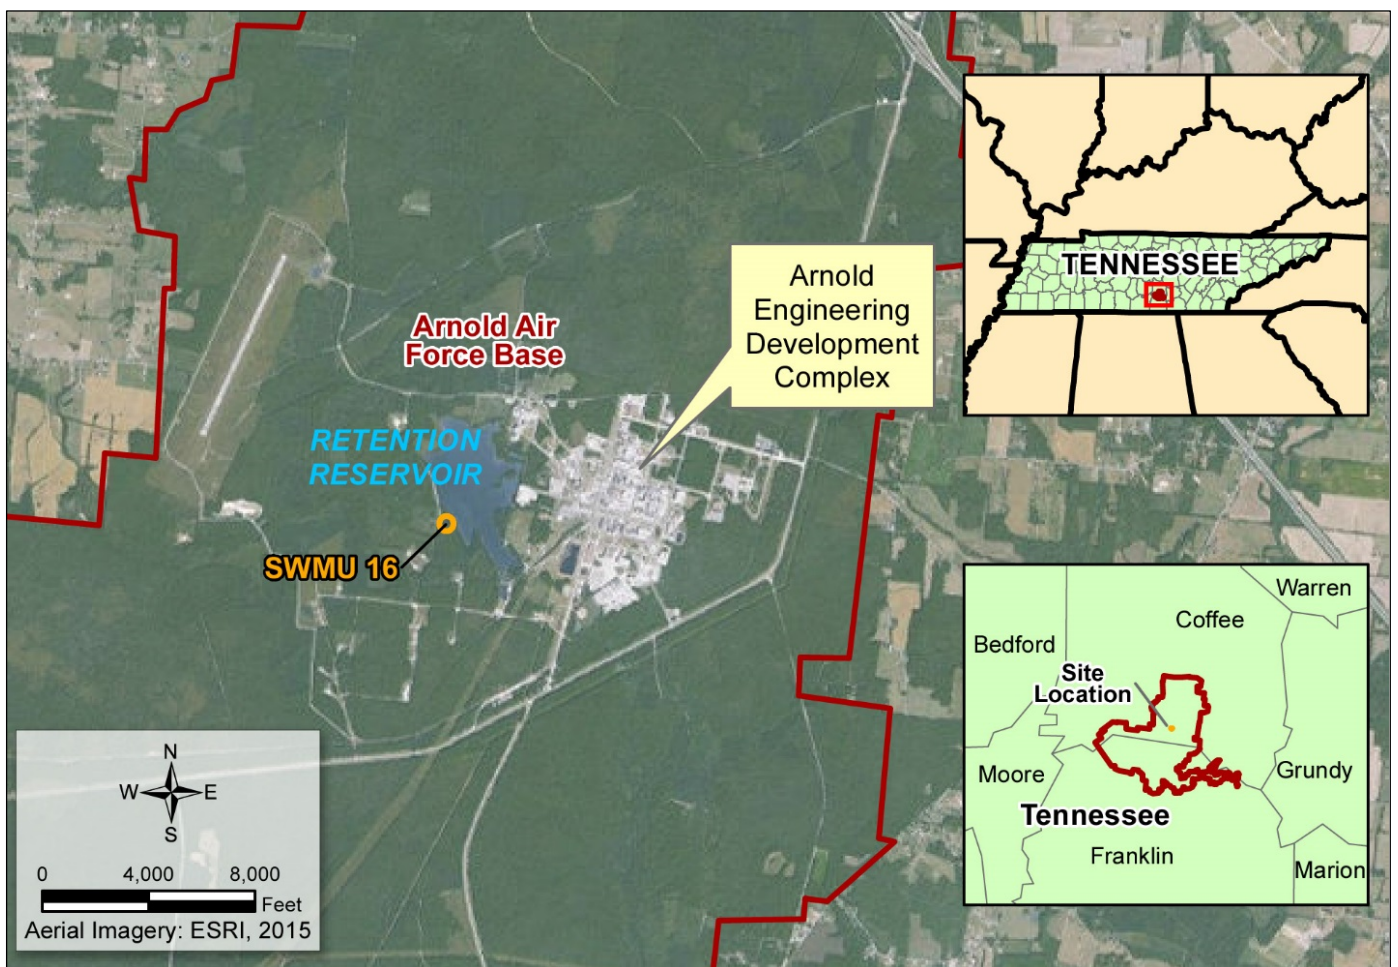 Arnold Air
Force Base
RETENTION
RESERVOIR
SWMU 16
Arnold
Engineering
Development
Complex
TENNESSEE
Warren
Coffee
Bedford
Site
Location
Moore
Grundy
Tennessee
Franklin
Marion
N
W E
S
0 4,000 8,000
Feet
Aerial Imagery: ESRI, 2015